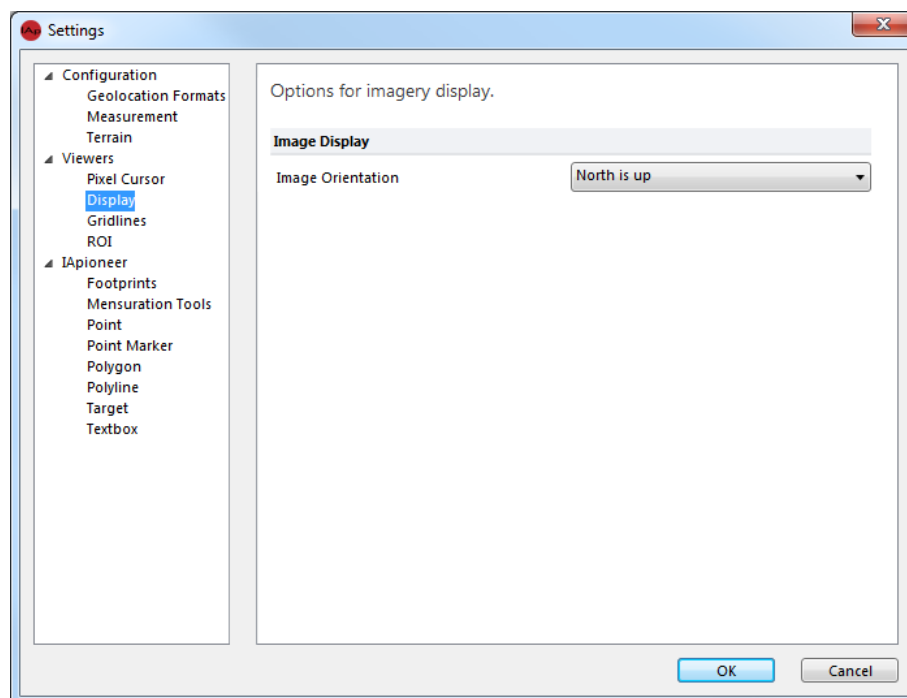 IAp Settings
Configuration
Geolocation Formats
Measurement
Terrain
Viewers
Pixel Cursor
Display
Gridlines
ROI
IApioneer
Footprints
Mensuration Tools
Point
Point Marker
Polygon
Polyline
Target
Textbox
Options for imagery display.
Image Display
Image Orientation North is up
OK Cancel